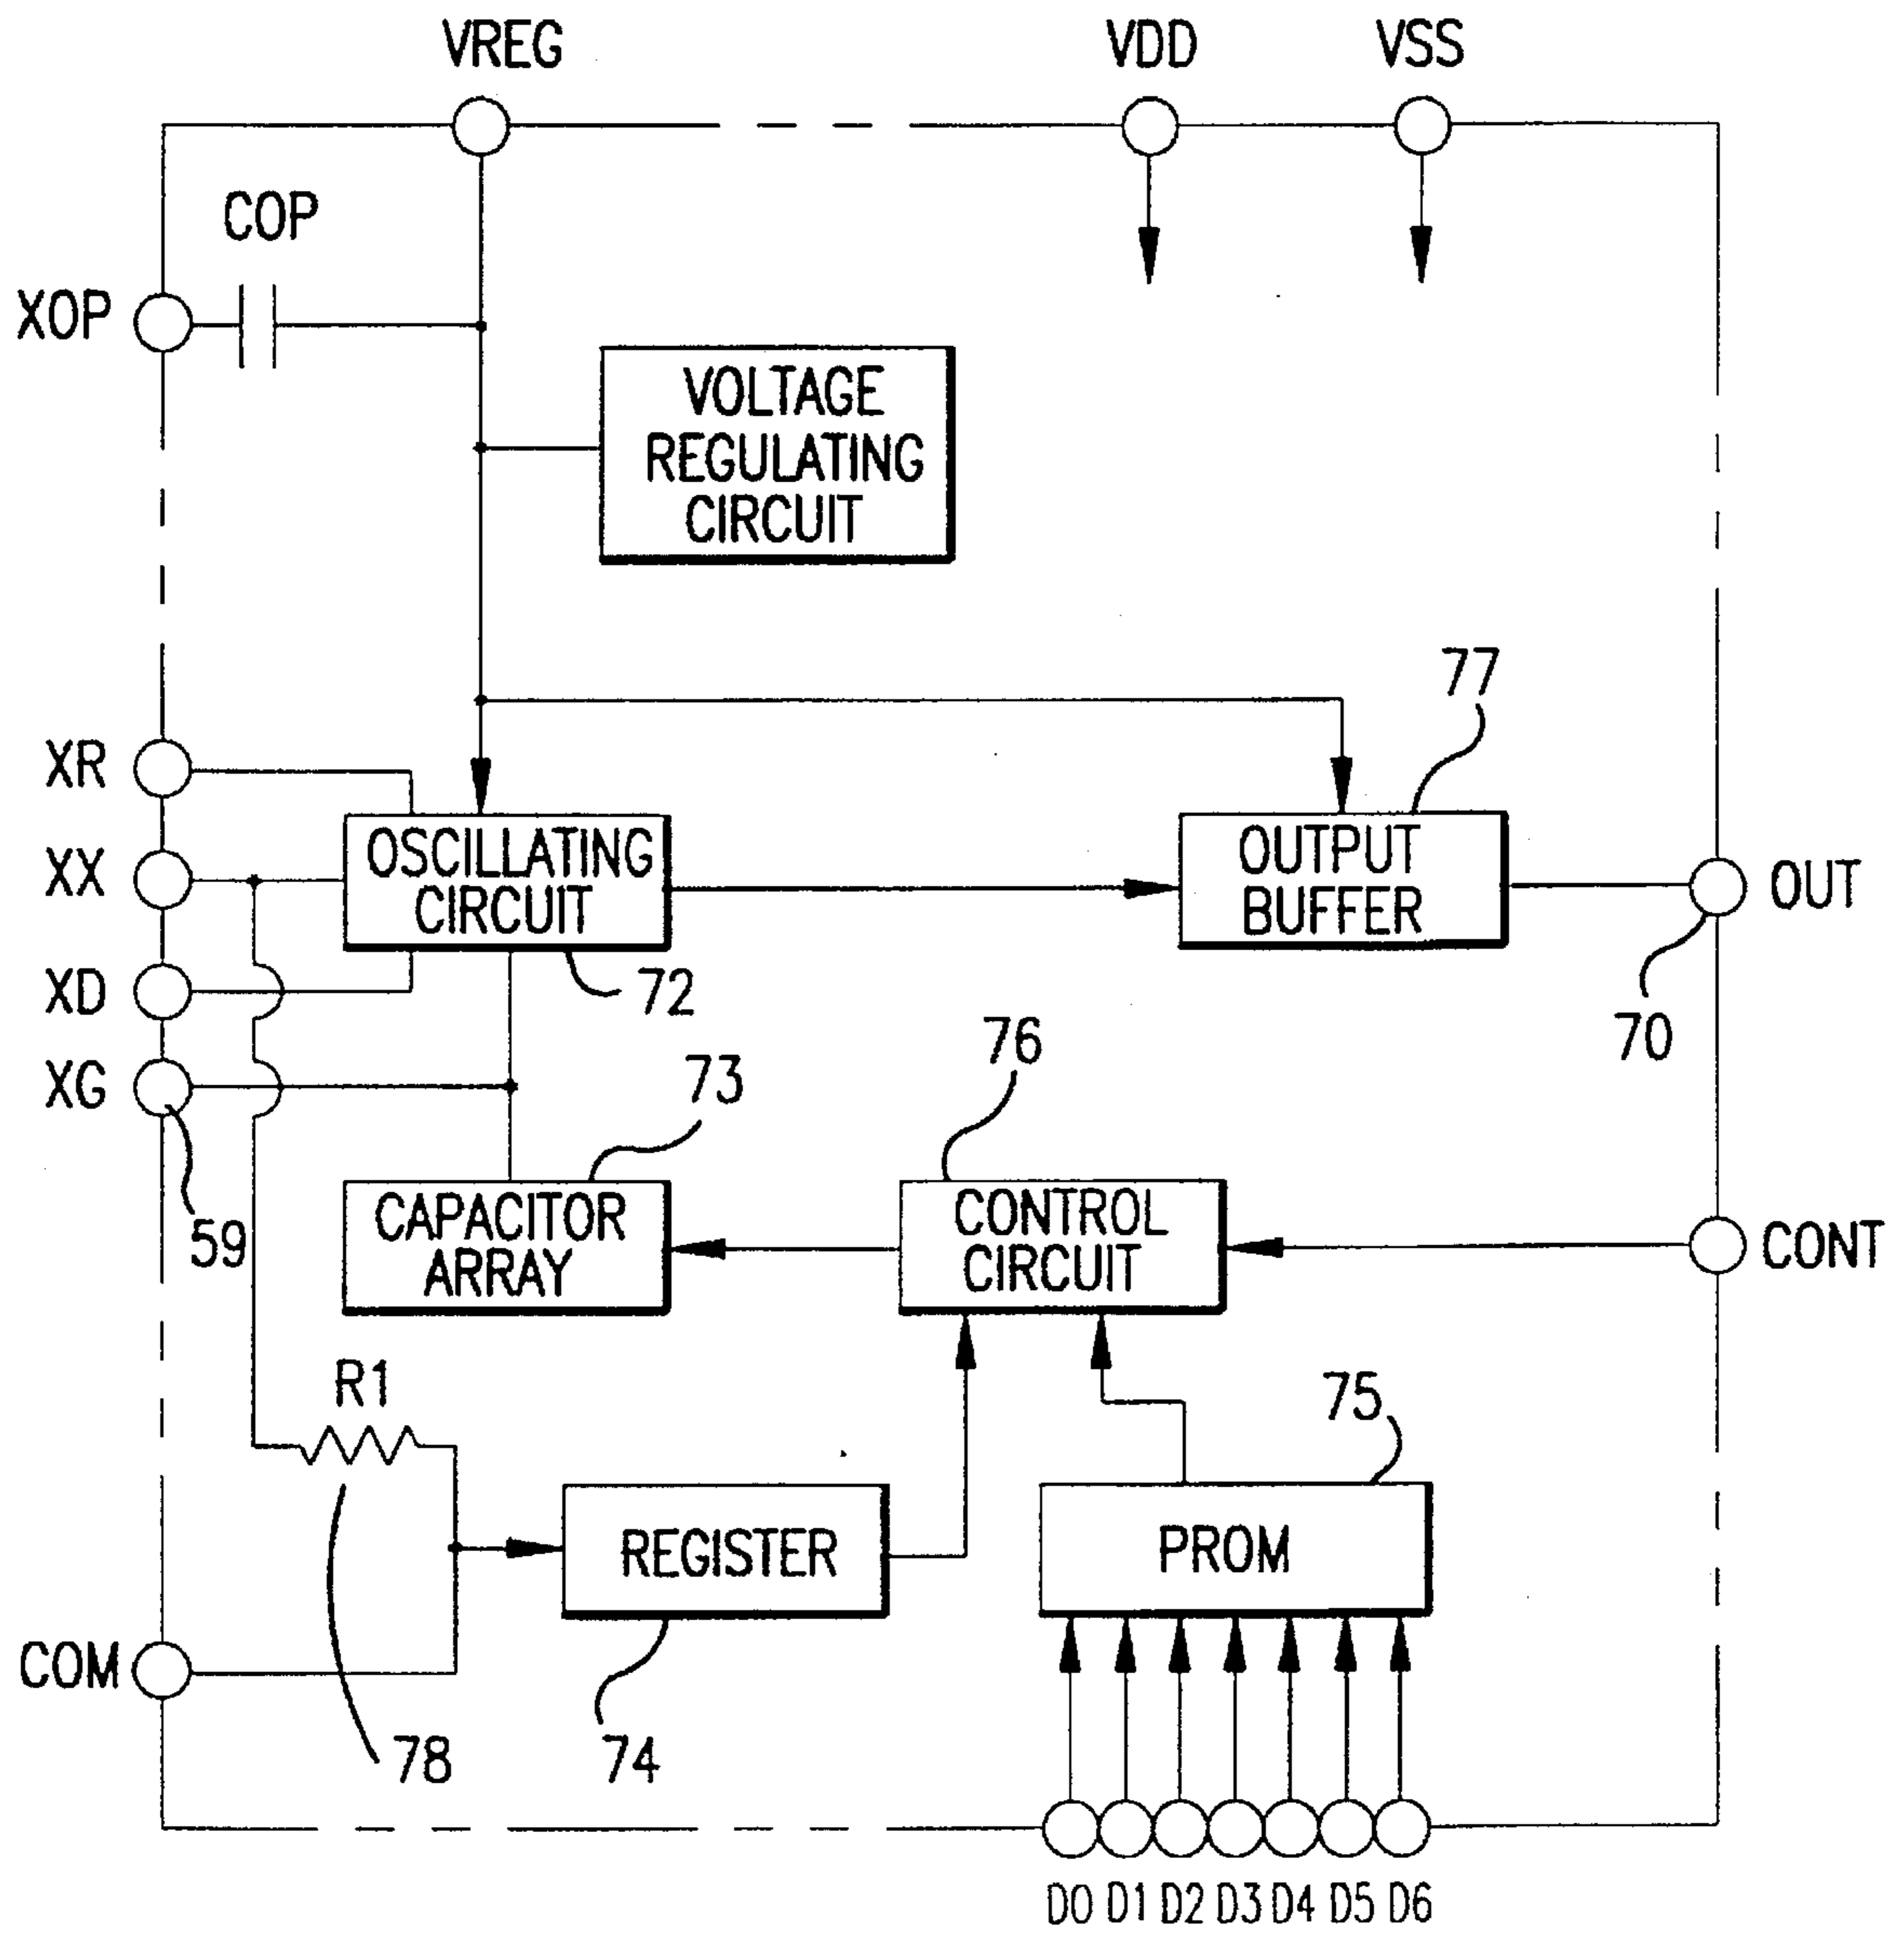 VREG
VDD
VSS
COP
XOP
VOLTAGE
REGULATING
CIRCUIT
77
XR
OSCILLATING
CIRCUIT
OUTPUT
BUFFER
XX
OUT
XD
72
70
76
XG
73
59
CAPACITOR
ARRAY
CONTROL
CIRCUIT
CONT
R1
75
REGISTER
PROM
COM
78
74
D0 D1 D2 D3 D4 D5 D6